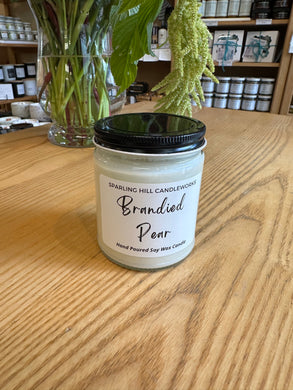 SPARLING HILL CANDLEWORKS
Brandied
Pear
Hand Poured Soy Wax Candle